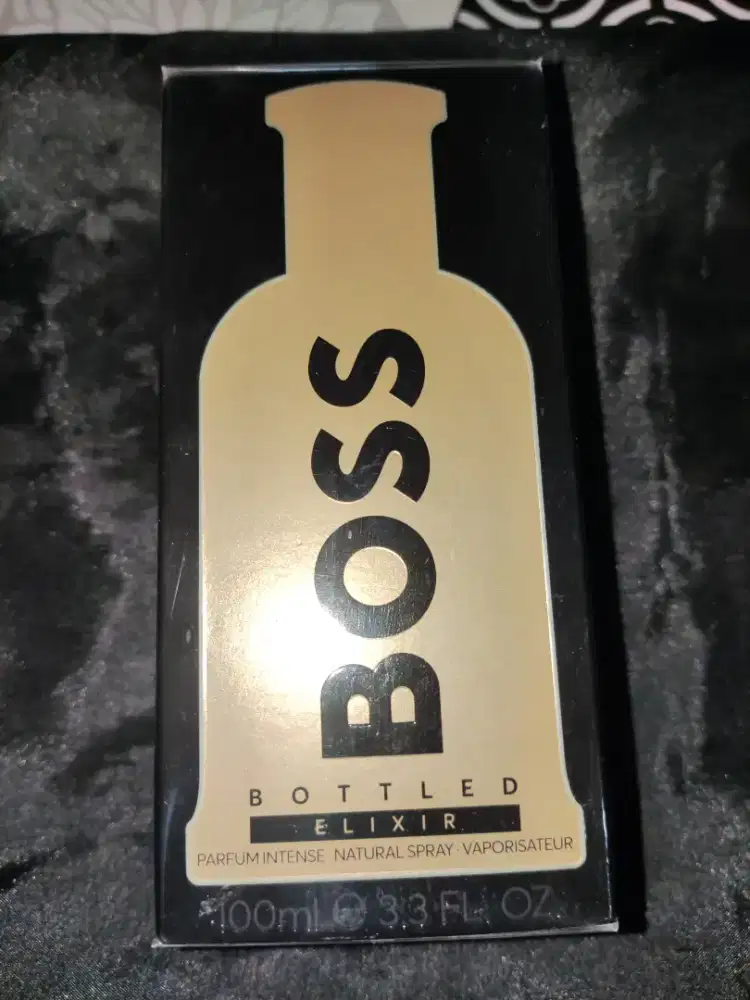 BOSS
BOTTLED
ELIXIR
PARFUM INTENSE NATURAL SPRAY · VAPORISATEUR
100mL ℮ 3.3 FL. OZ.